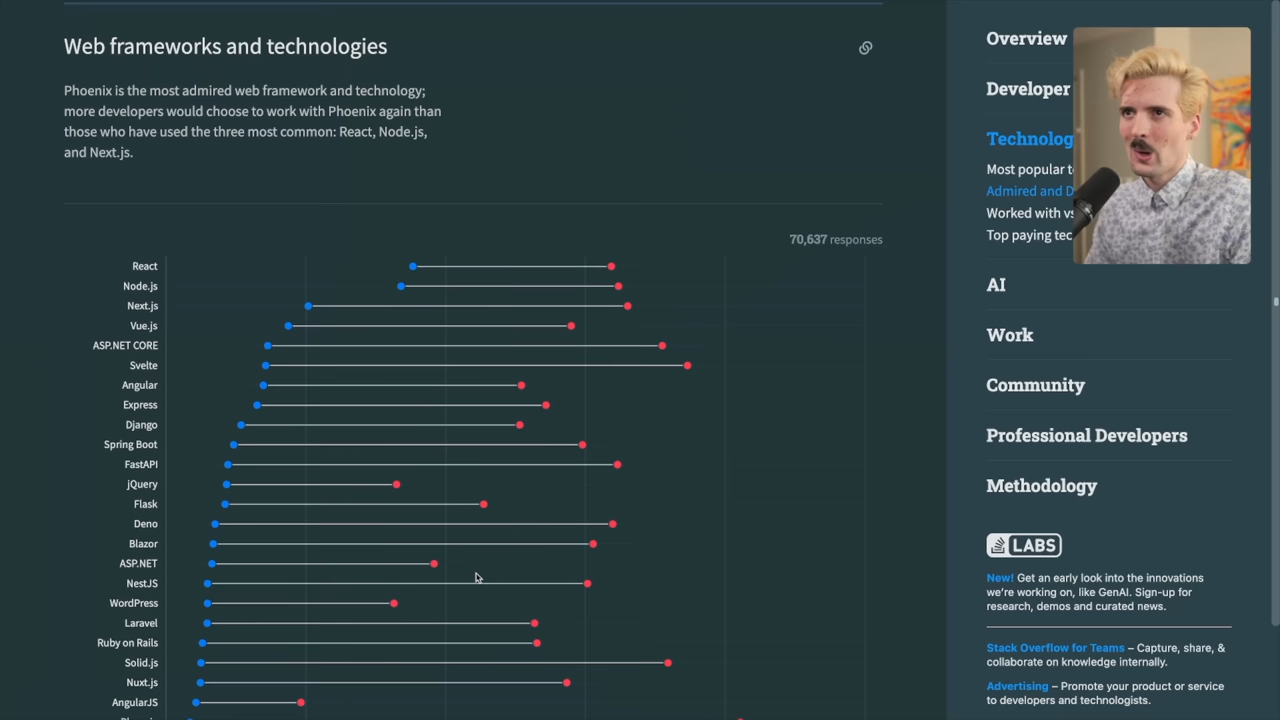 Web frameworks and technologies
Phoenix is the most admired web framework and technology;
more developers would choose to work with Phoenix again than
those who have used the three most common: React, Node.js,
and Next.js.
70,637 responses
React
Node.js
Next.js
Vue.js
ASP.NET CORE
Svelte
Angular
Express
Django
Spring Boot
FastAPI
jQuery
Flask
Deno
Blazor
ASP.NET
NestJS
WordPress
Laravel
Ruby on Rails
Solid.js
Nuxt.js
AngularJS
Overview
Developer
Technolog
Most popular t
Admired and D
Worked with vs
Top paying tec
AI
Work
Community
Professional Developers
Methodology
LABS
New! Get an early look into the innovations
we're working on, like GenAI. Sign-up for
research, demos and curated news.
Stack Overflow for Teams – Capture, share, &
collaborate on knowledge internally.
Advertising – Promote your product or service
to developers and technologists.